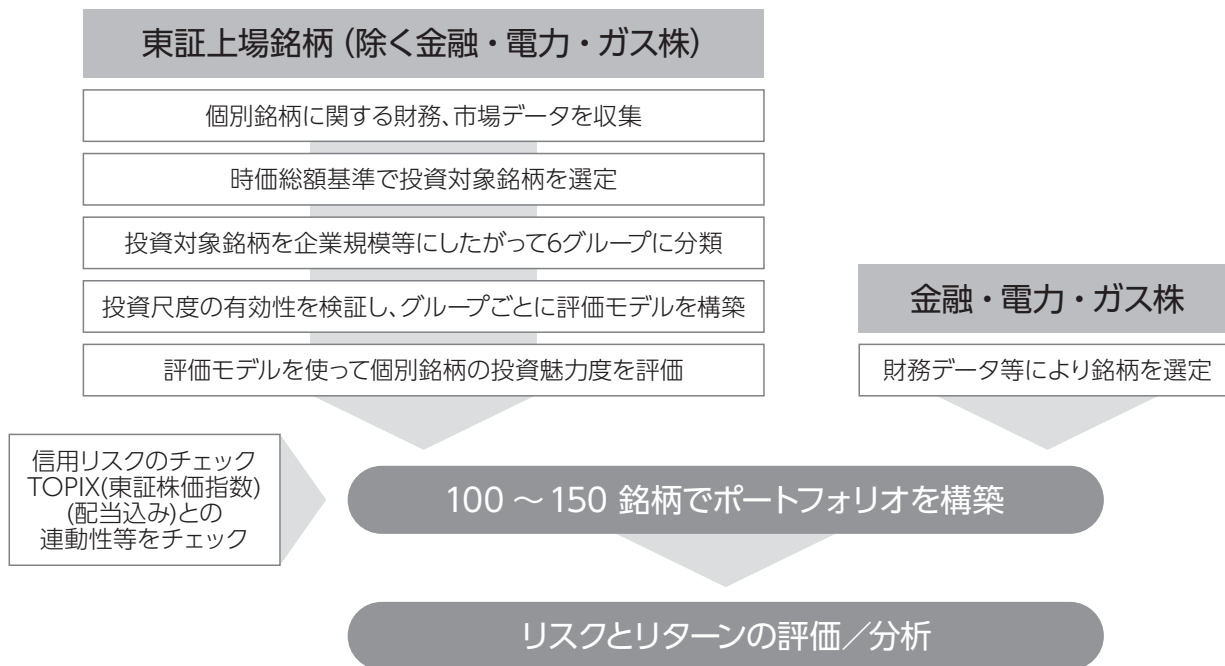 東証上場銘柄（除く金融・電力・ガス株）
個別銘柄に関する財務、市場データを収集
時価総額基準で投資対象銘柄を選定
投資対象銘柄を企業規模等にしたがって6グループに分類
投資尺度の有効性を検証し、グループごとに評価モデルを構築
評価モデルを使って個別銘柄の投資魅力度を評価
金融・電力・ガス株
財務データ等により銘柄を選定
信用リスクのチェック
TOPIX(東証株価指数)
(配当込み)との
連動性等をチェック
100 ～ 150 銘柄でポートフォリオを構築
リスクとリターンの評価／分析